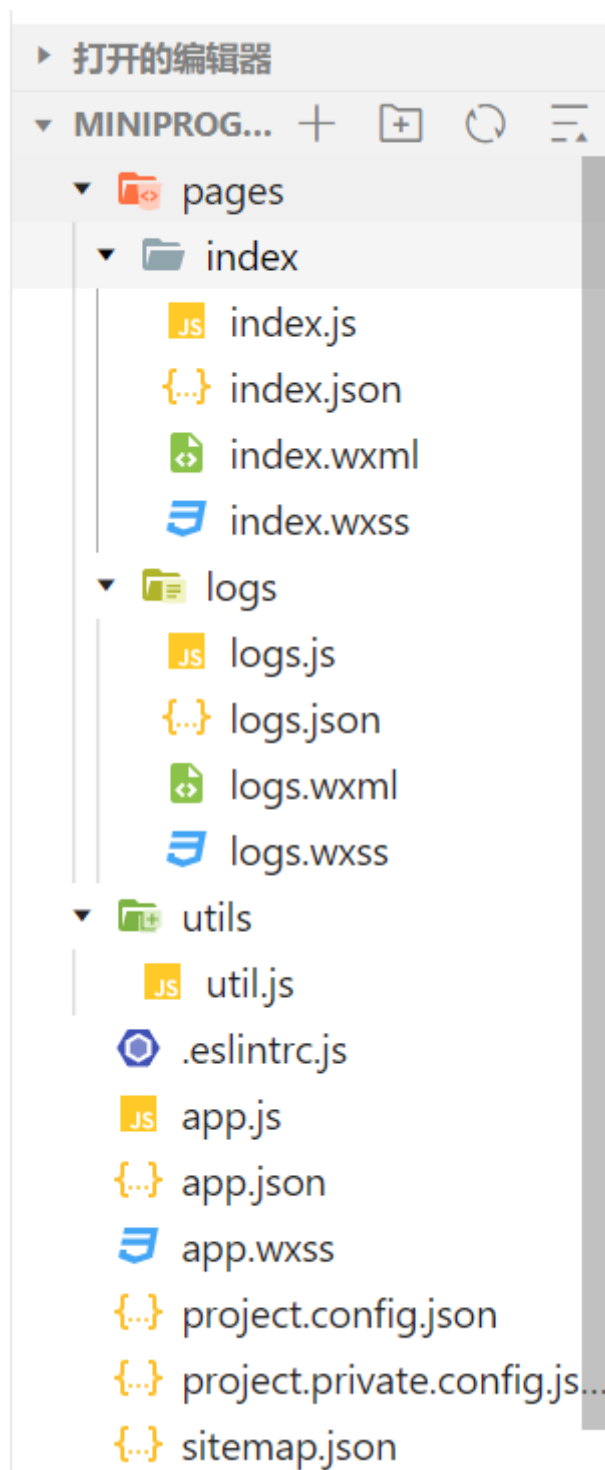 打开的编辑器
MINIPROG...
pages
index
index.js
index.json
index.wxml
index.wxss
logs
logs.js
logs.json
logs.wxml
logs.wxss
utils
util.js
.eslintrc.js
app.js
app.json
app.wxss
project.config.json
project.private.config.js...
sitemap.json